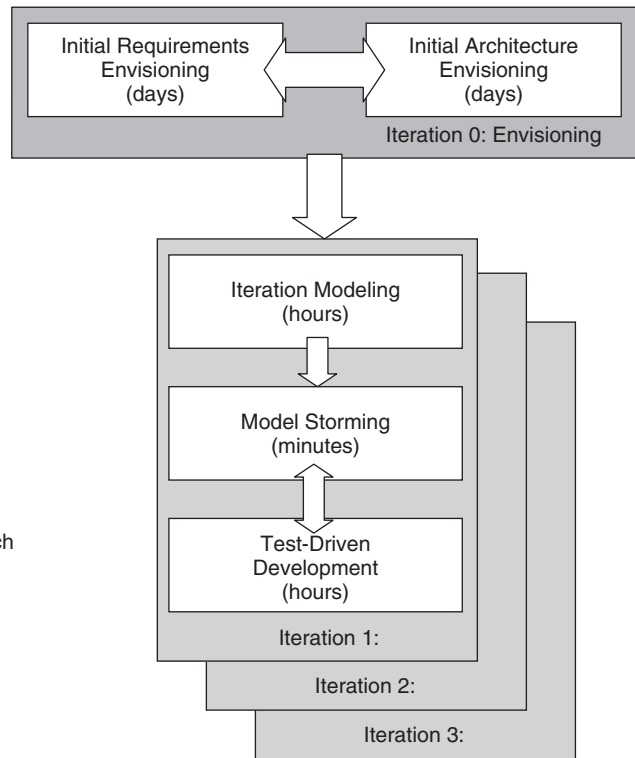 Initial Requirements
Envisioning
(days)
Initial Architecture
Envisioning
(days)
Iteration 0: Envisioning
Iteration Modeling
(hours)
Model Storming
(minutes)
Test-Driven
Development
(hours)
Iteration 1:
Iteration 2:
Iteration 3: